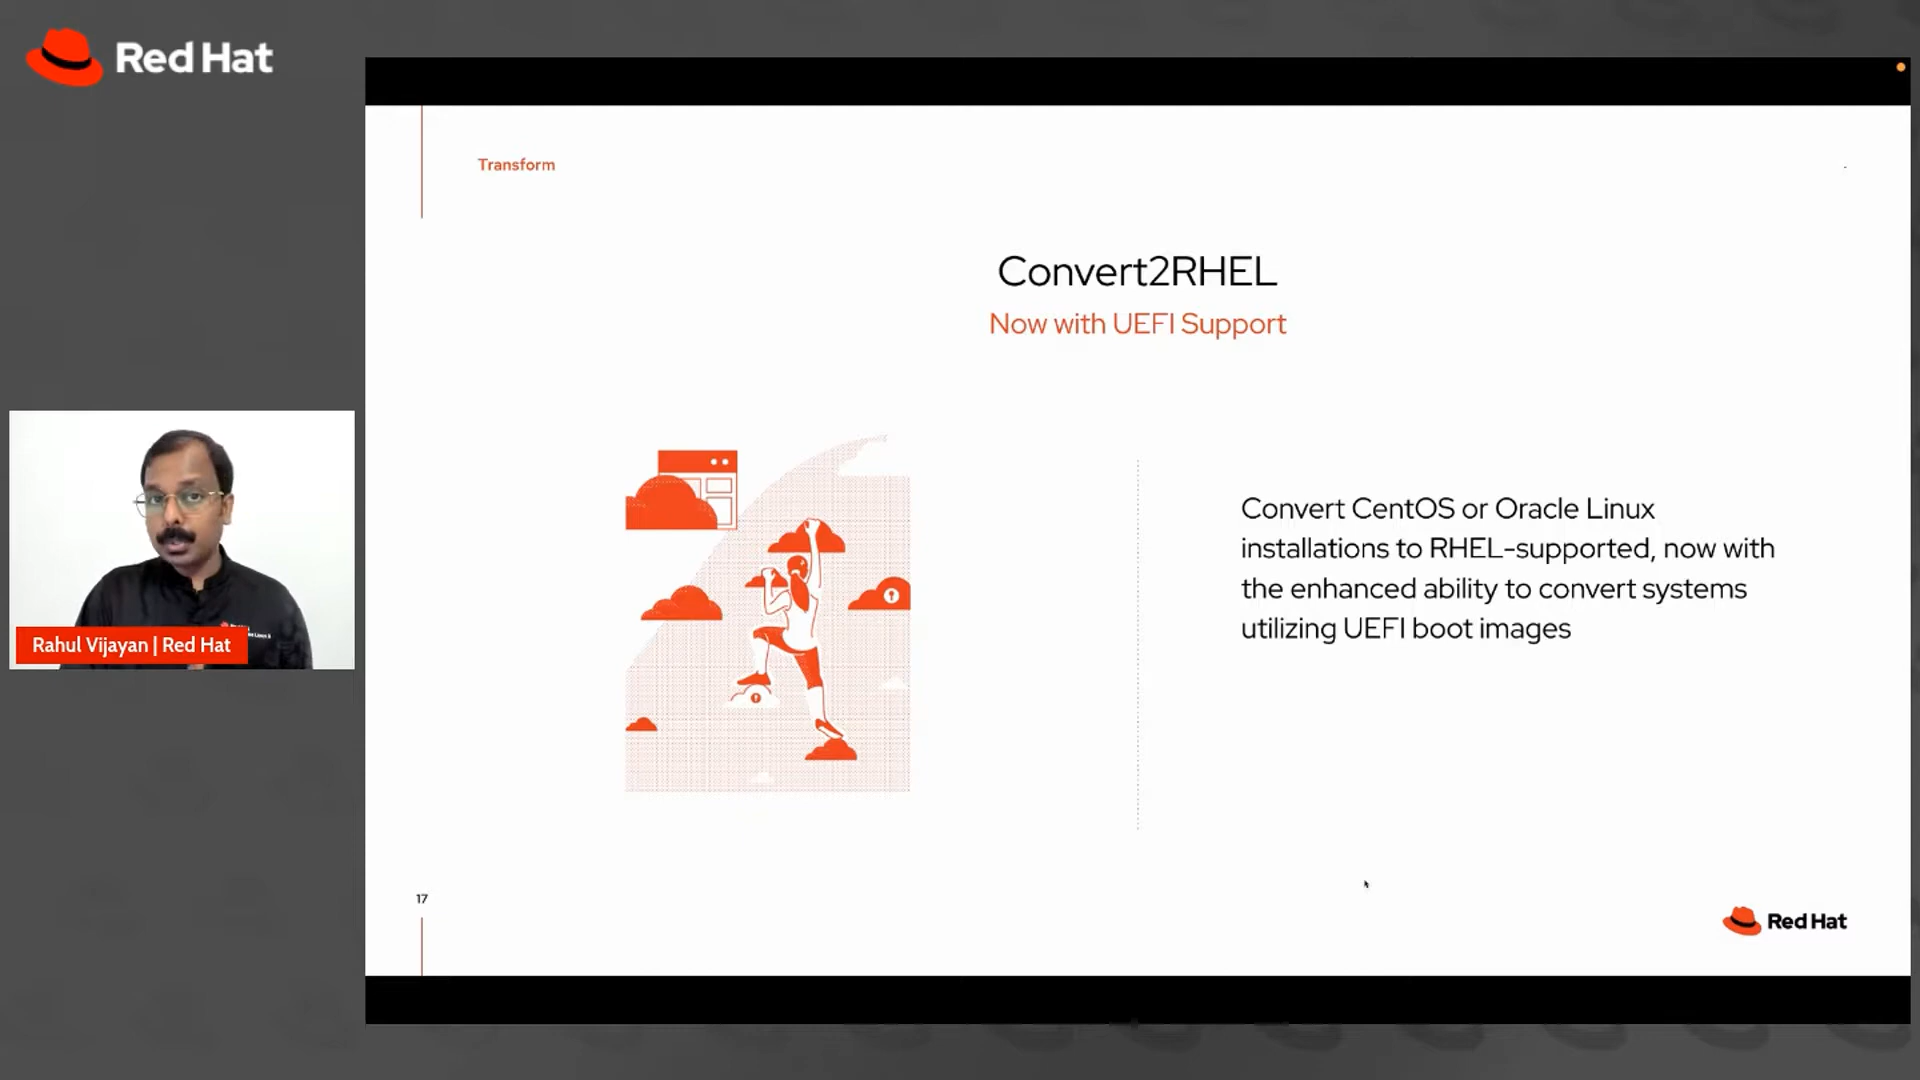 Red Hat
Transform
Convert2RHEL
Now with UEFI Support
Convert CentOS or Oracle Linux
installations to RHEL-supported, now with
the enhanced ability to convert systems
utilizing UEFI boot images
Rahul Vijayan | Red Hat
17
Red Hat